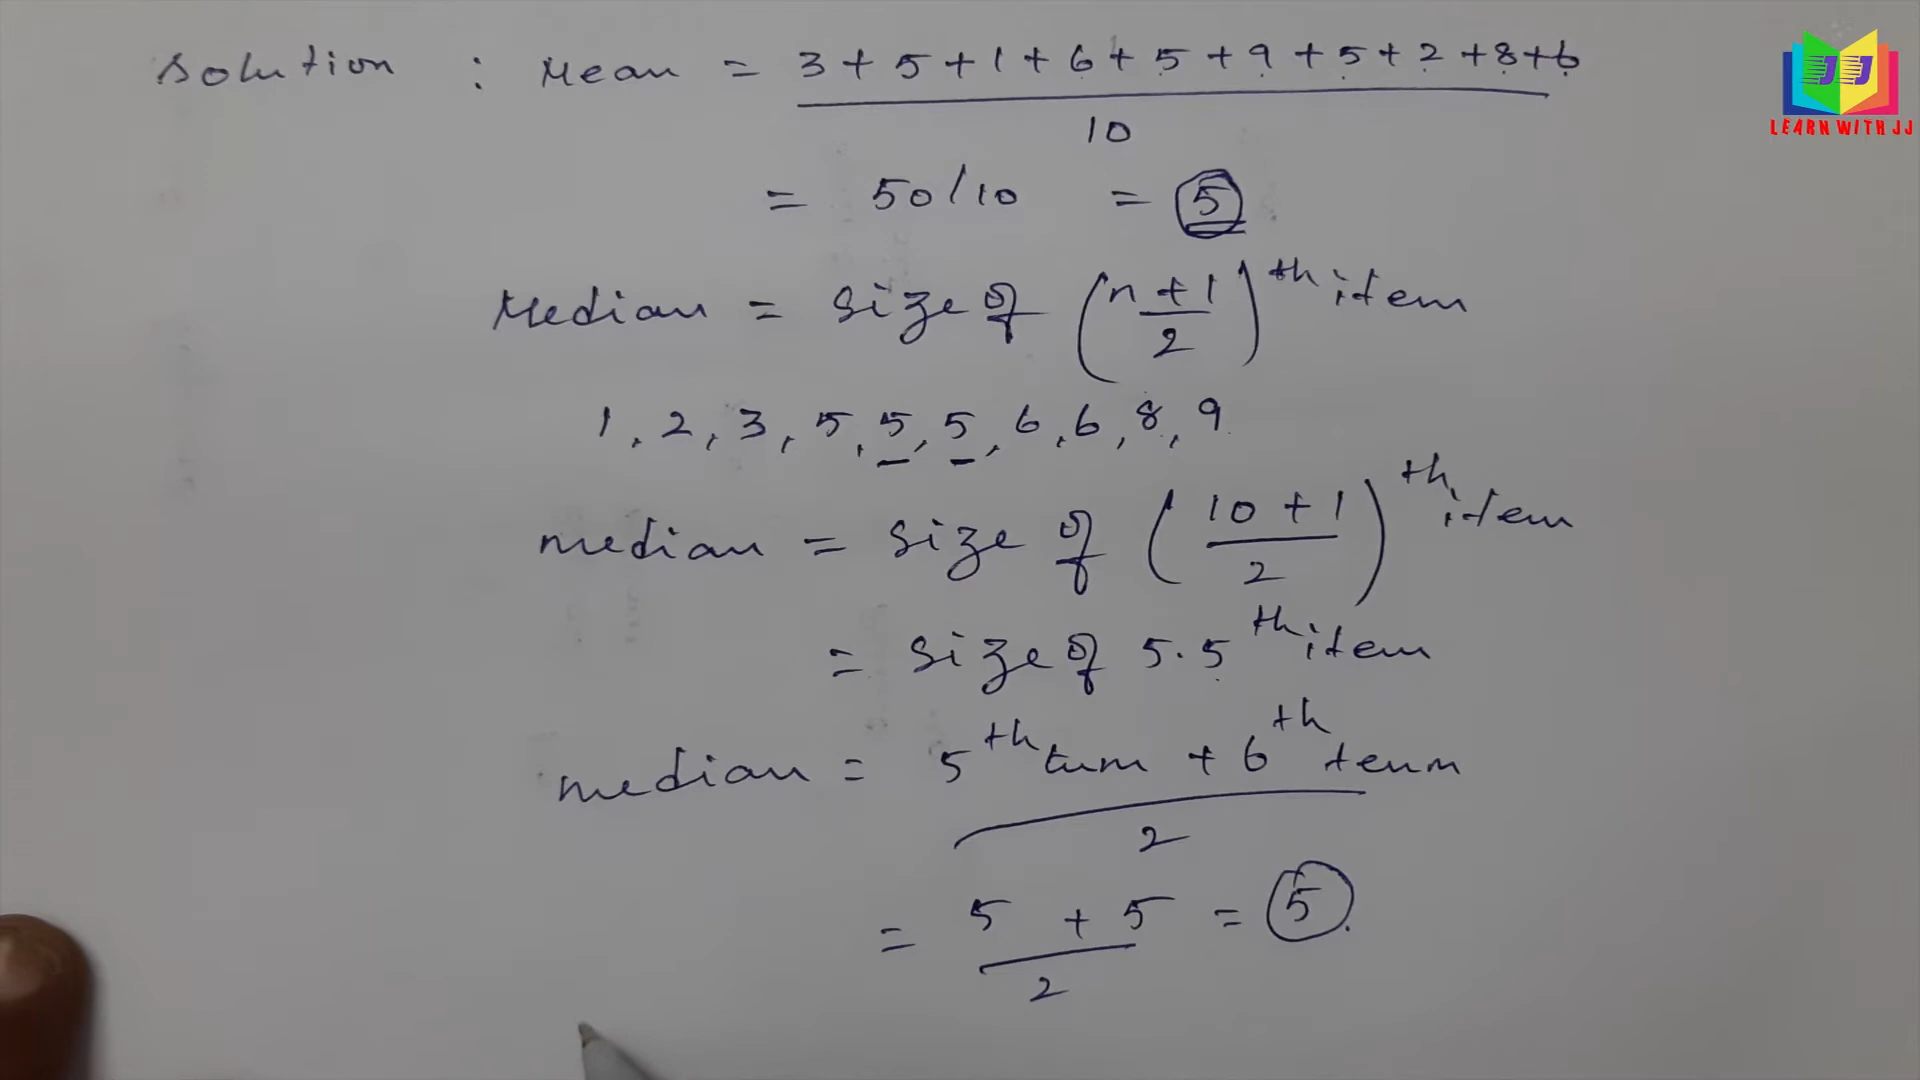 Solution : Mean = 3+5+1+6+5+9+5+2+8+6
10
= 50/10 = 5
Median = Size of (n+1/2)th item
1, 2, 3, 5, 5, 5, 6, 6, 8, 9
median = Size of (10+1/2)th item
= Size of 5.5th item
median = 5th term + 6th term
2
= 5 + 5 = 5
2
JJ
LEARN WITH JJ